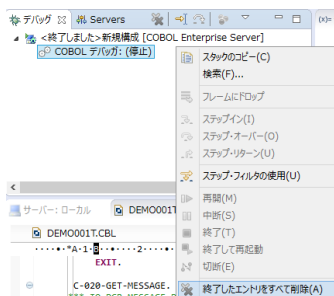 デバッグ
Servers
<終了しました>新規構成 [COBOL Enterprise Server]
COBOL デバッガ: (停止)
スタックのコピー(C)
検索(F)...
フレームにドロップ
ステップイン(I)
ステップ・オーバー(O)
ステップ・リターン(U)
ステップ・フィルタの使用(U)
再開(M)
中断(S)
終了(T)
終了して再起動
切断(E)
終了したエントリをすべて削除(A)
サーバー: ローカル
DEMO001T
DEMO001T.CBL
EXIT.
C-020-GET-MESSAGE.